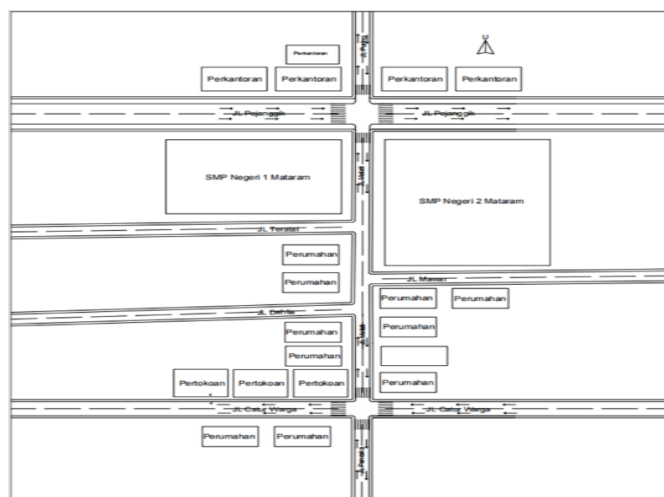 U
Perkantoran
Perkantoran
Perkantoran
Perkantoran
Perkantoran
JL Pejanggik
JL Pejanggik
SMP Negeri 1 Mataram
SMP Negeri 2 Mataram
JL Teratai
Perumahan
Perumahan
JL Mawar
Perumahan
Perumahan
JL Dahlia
Perumahan
Perumahan
Perumahan
Pertokoan
Pertokoan
Pertokoan
Perumahan
JL Catur Warga
JL Catur Warga
Perumahan
Perumahan